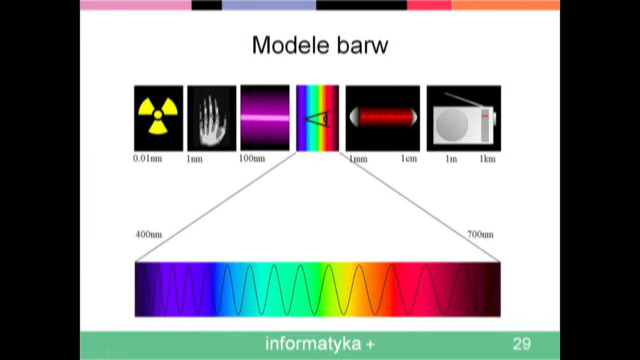 Modele barw
0.01nm 1nm 100nm 1mm 1cm 1m 1km
400nm 700nm
informatyka + 29